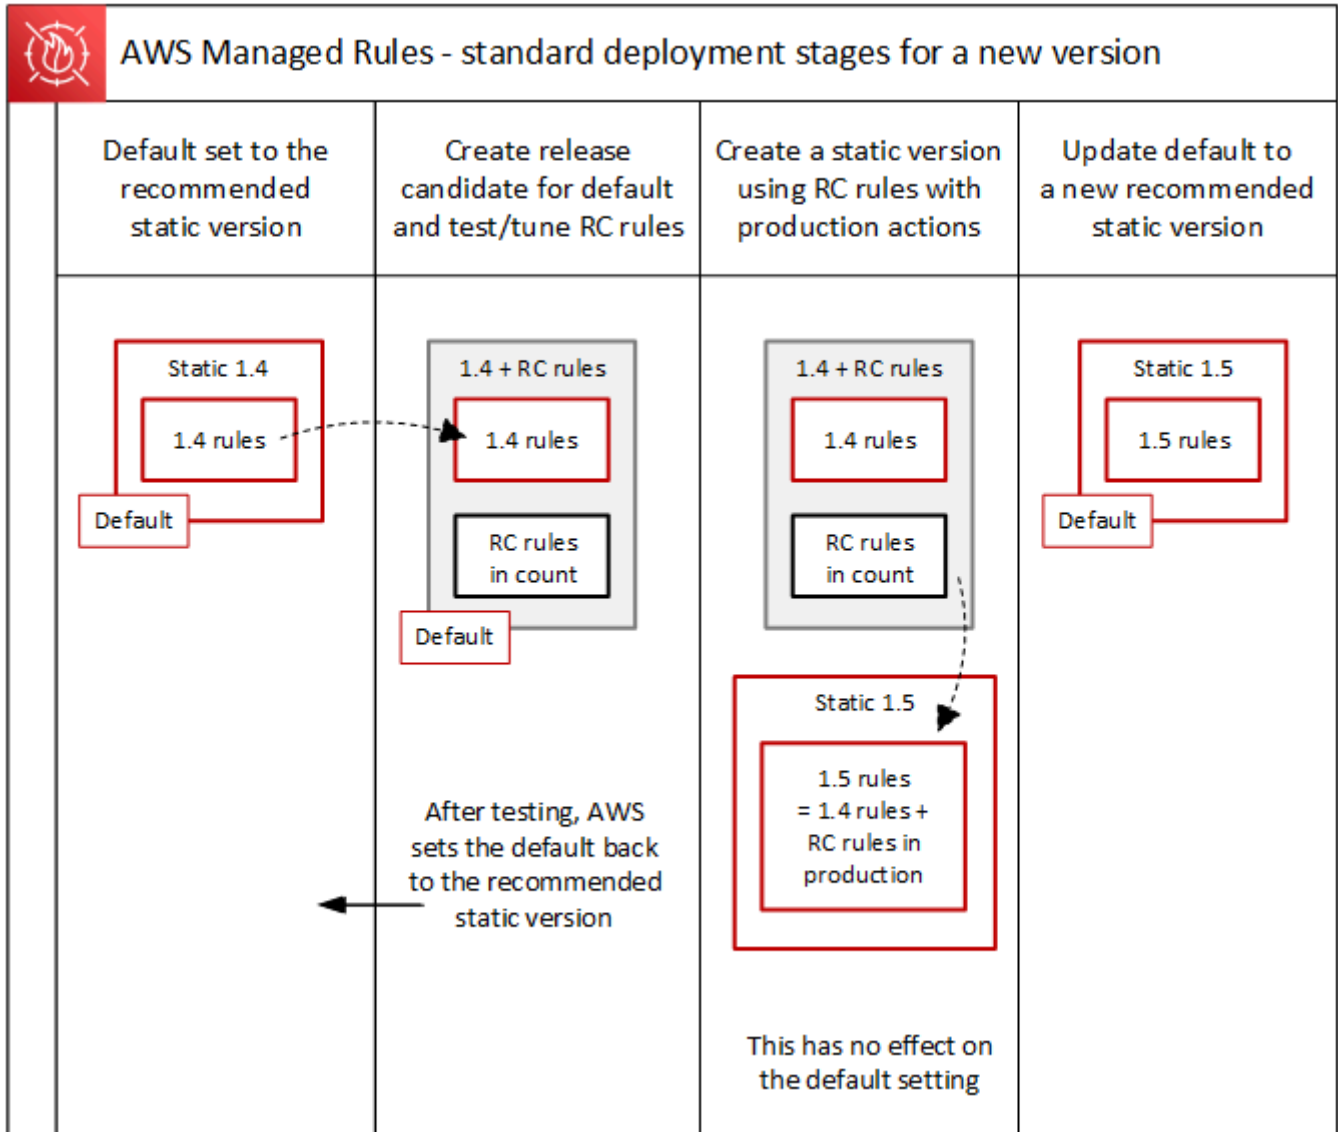 AWS Managed Rules - standard deployment stages for a new version
Default set to the
recommended
static version
Create release
candidate for default
and test/tune RC rules
Create a static version
using RC rules with
production actions
Update default to
a new recommended
static version
Static 1.4
1.4 rules
Default
1.4 + RC rules
1.4 rules
RC rules
in count
Default
After testing, AWS
sets the default back
to the recommended
static version
1.4 + RC rules
1.4 rules
RC rules
in count
Static 1.5
1.5 rules
= 1.4 rules +
RC rules in
production
This has no effect on
the default setting
Static 1.5
1.5 rules
Default